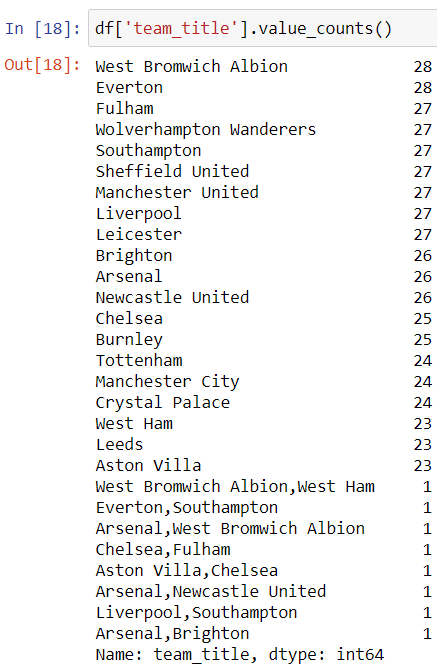 In [18]: df['team_title'].value_counts()
Out[18]: West Bromwich Albion 28
Everton 28
Fulham 27
Wolverhampton Wanderers 27
Southampton 27
Sheffield United 27
Manchester United 27
Liverpool 27
Leicester 27
Brighton 26
Arsenal 26
Newcastle United 26
Chelsea 25
Burnley 25
Tottenham 24
Manchester City 24
Crystal Palace 24
West Ham 23
Leeds 23
Aston Villa 23
West Bromwich Albion,West Ham 1
Everton,Southampton 1
Arsenal,West Bromwich Albion 1
Chelsea,Fulham 1
Aston Villa,Chelsea 1
Arsenal,Newcastle United 1
Liverpool,Southampton 1
Arsenal,Brighton 1
Name: team_title, dtype: int64